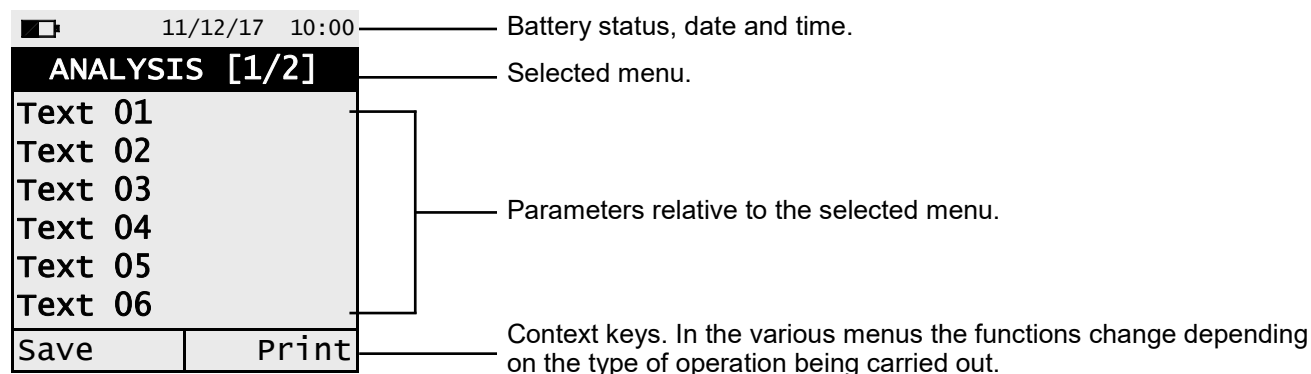 11/12/17 10:00
Battery status, date and time.
ANALYSIS [1/2]
Selected menu.
Text 01
Text 02
Text 03
Text 04
Text 05
Text 06
Parameters relative to the selected menu.
Save Print
Context keys. In the various menus the functions change depending
on the type of operation being carried out.